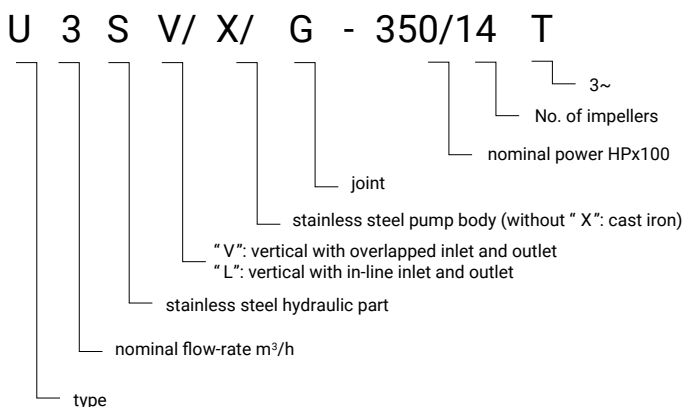 U 3 S V/ X/ G - 350/14 T
3~
No. of impellers
nominal power HPx100
joint
stainless steel pump body (without “ X”: cast iron)
“ V”: vertical with overlapped inlet and outlet
“ L”: vertical with in-line inlet and outlet
stainless steel hydraulic part
nominal flow-rate m³/h
type